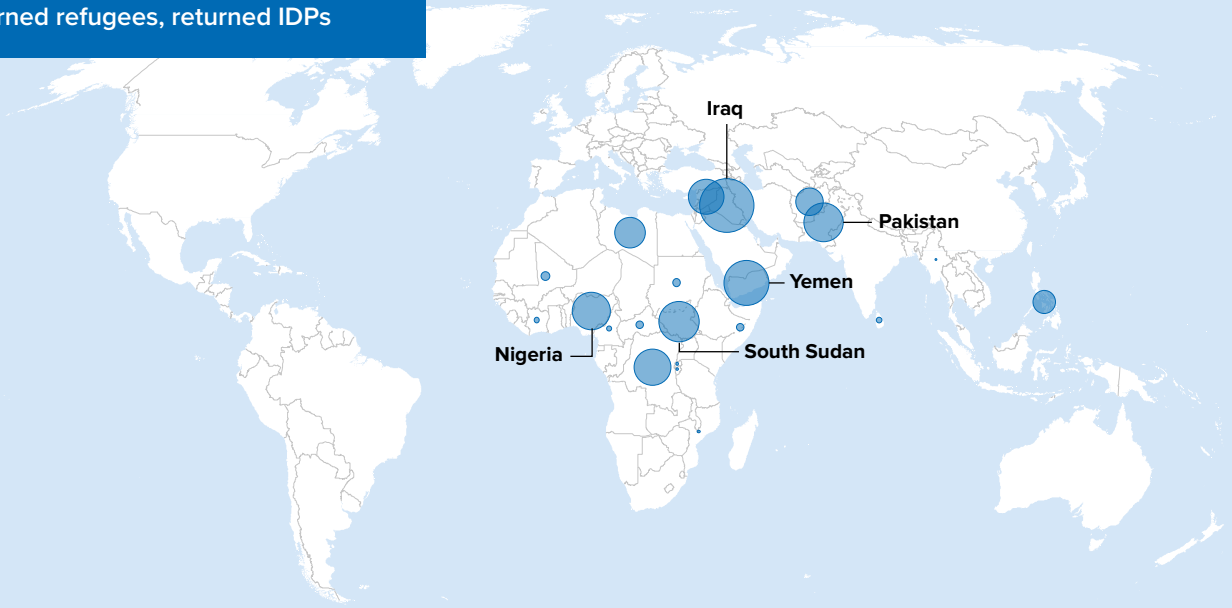 rned refugees, returned IDPs
Iraq
Pakistan
Yemen
Nigeria
South Sudan